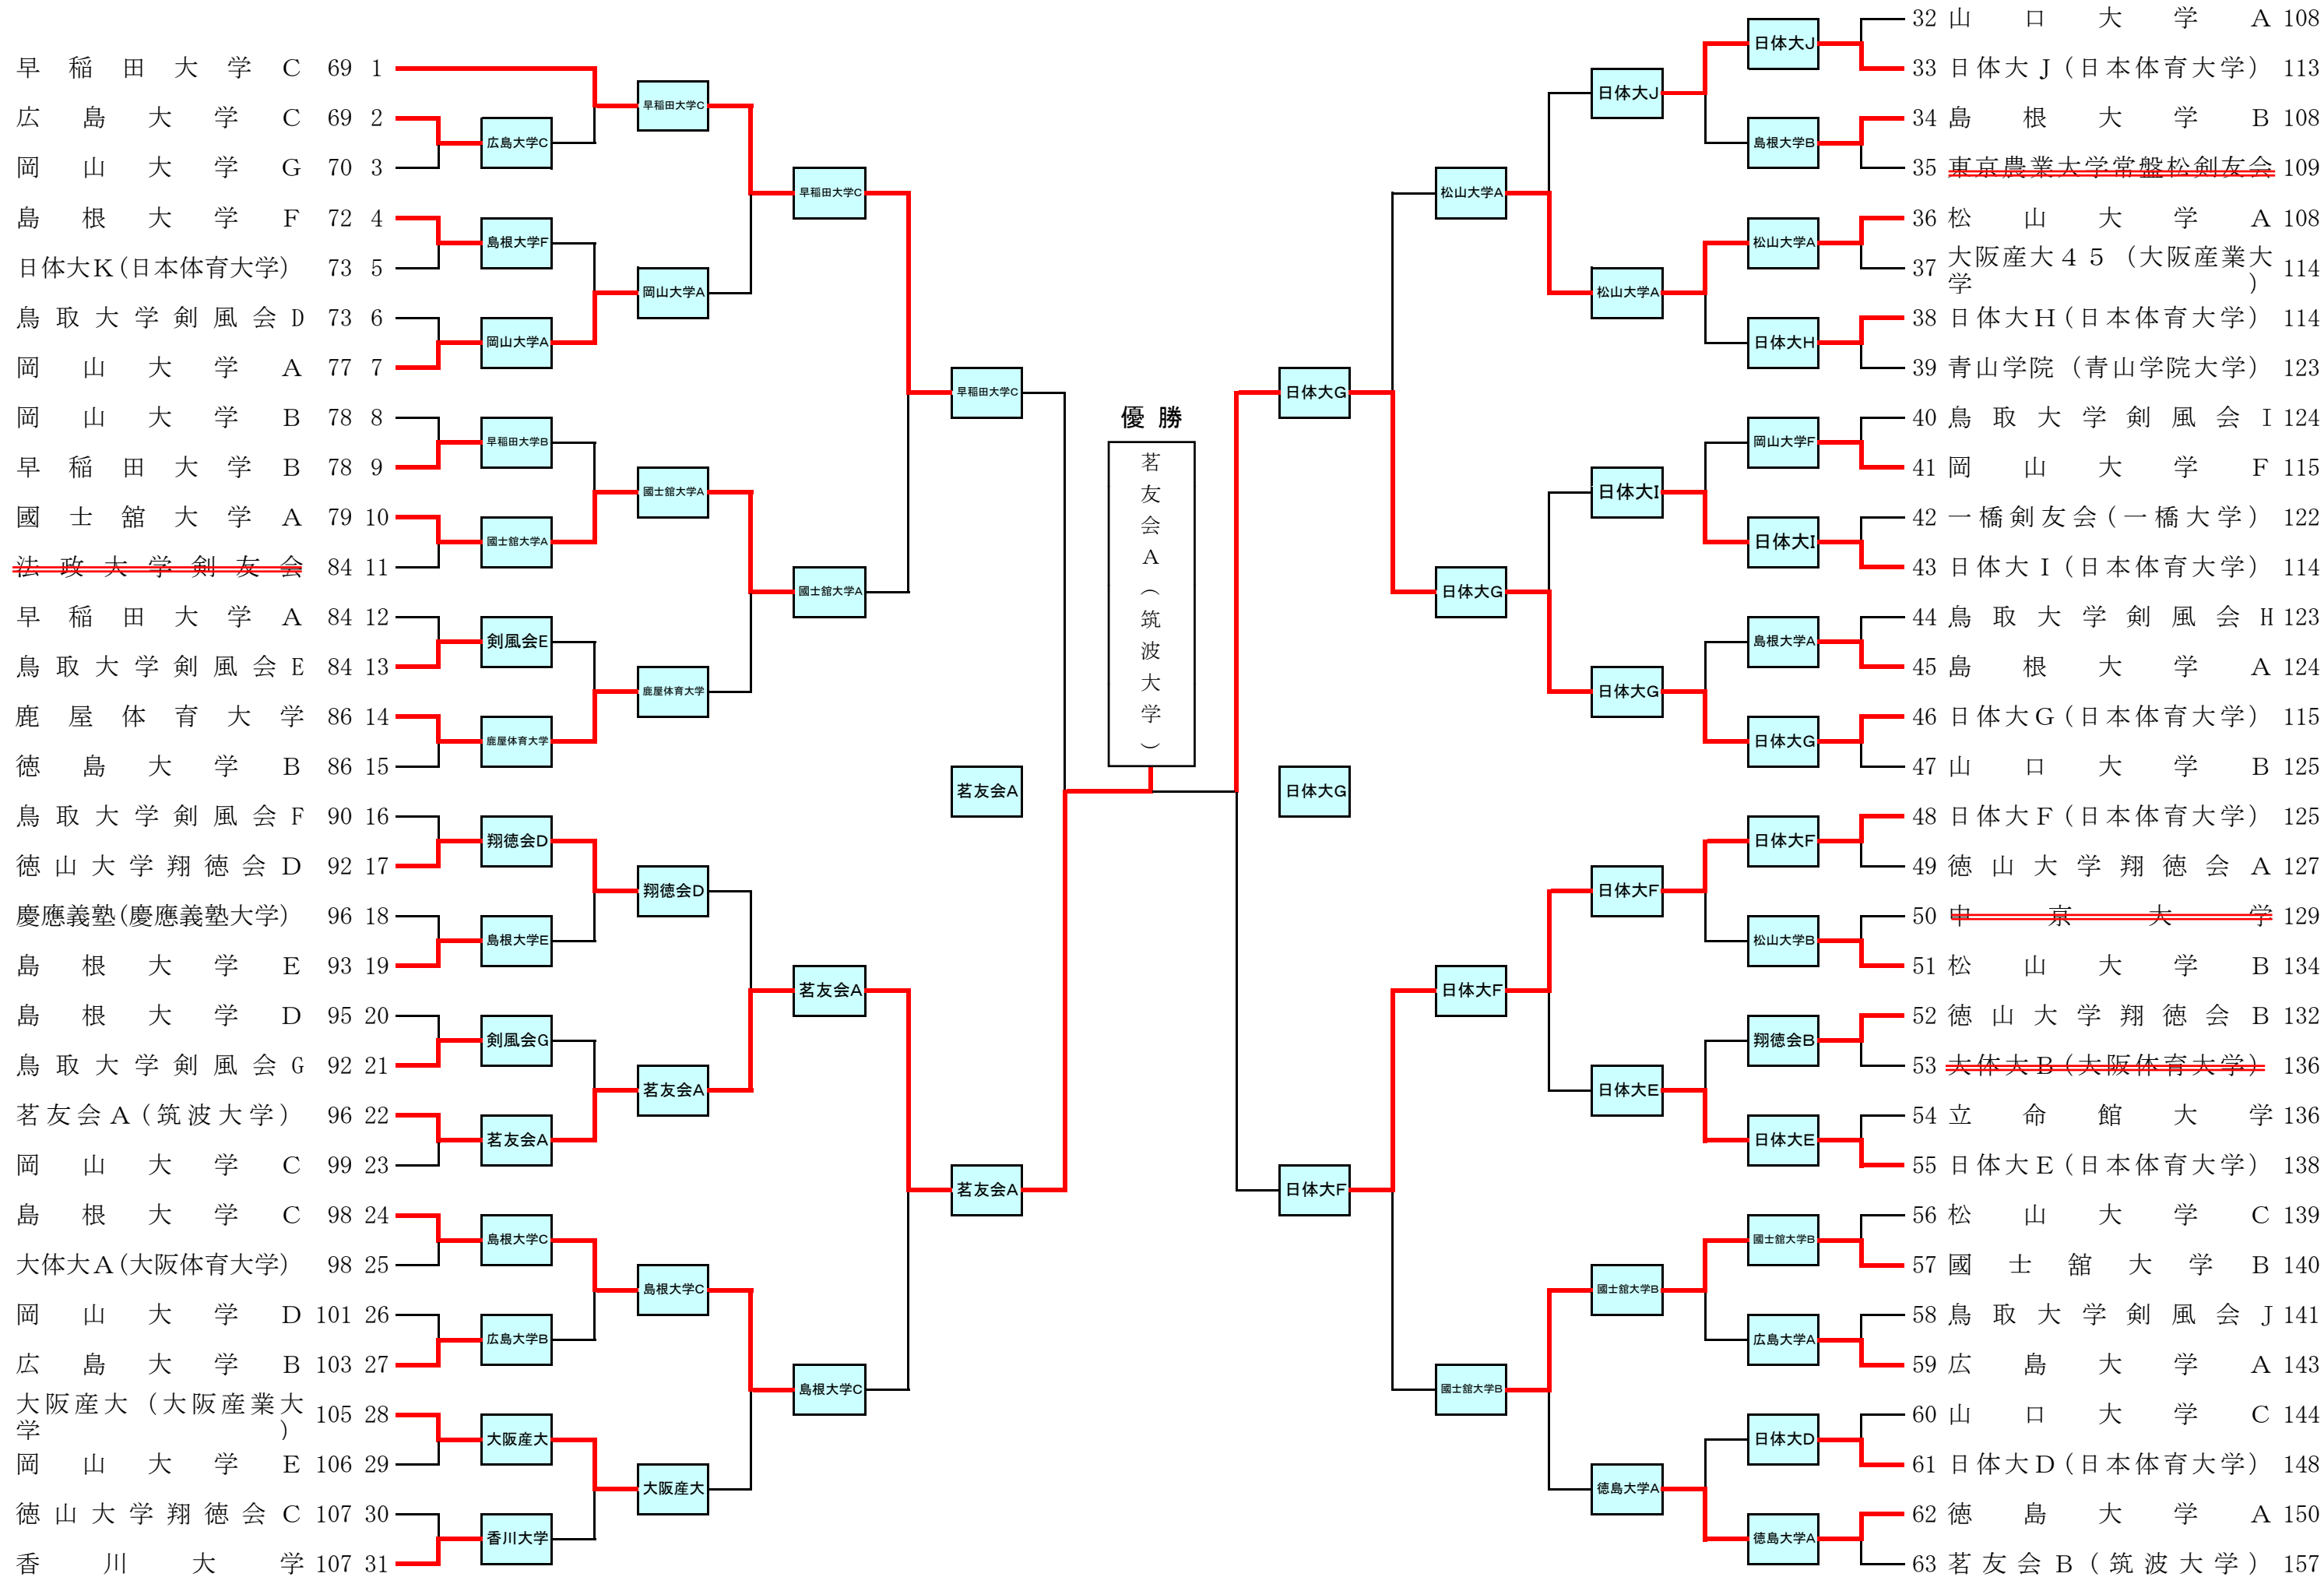 早稲田大学C 69 1
広島大学C 69 2
岡山大学G 70 3
島根大学F 72 4
日体大K(日本体育大学) 73 5
鳥取大学剣風会D 73 6
岡山大学A 77 7
岡山大学B 78 8
早稲田大学B 78 9
國士舘大学A 79 10
法政大学剣友会 84 11
早稲田大学A 84 12
鳥取大学剣風会E 84 13
鹿屋体育大学 86 14
徳島大学B 86 15
鳥取大学剣風会F 90 16
徳山大学翔徳会D 92 17
慶應義塾(慶應義塾大学) 96 18
島根大学E 93 19
島根大学D 95 20
鳥取大学剣風会G 92 21
茗友会A(筑波大学) 96 22
岡山大学C 99 23
島根大学C 98 24
大体大A(大阪体育大学) 98 25
岡山大学D 101 26
広島大学B 103 27
大阪産大(大阪産業大
学) 105 28
岡山大学E 106 29
徳山大学翔徳会C 107 30
香川大学 107 31
広島大学C
島根大学F
岡山大学A
早稲田大学B
國士舘大学A
剣風会E
鹿屋体育大学
翔徳会D
島根大学E
剣風会G
茗友会A
島根大学C
広島大学B
大阪産大
香川大学
早稲田大学C
岡山大学A
國士舘大学A
鹿屋体育大学
翔徳会D
茗友会A
島根大学C
大阪産大
早稲田大学C
國士舘大学A
茗友会A
島根大学C
早稲田大学C
茗友会A
茗友会A
優勝
茗友会A(筑波大学)
日体大G
日体大G
日体大F
松山大学A
日体大G
日体大F
國士舘大学B
日体大J
松山大学A
日体大I
日体大G
日体大F
日体大E
國士舘大学B
徳島大学A
日体大J
島根大学B
松山大学A
日体大H
岡山大学F
日体大I
島根大学A
日体大G
日体大F
松山大学B
翔徳会B
日体大E
國士舘大学B
広島大学A
日体大D
徳島大学A
32 山口大学A 108
33 日体大J(日本体育大学) 113
34 島根大学B 108
35 東京農業大学常盤松剣友会 109
36 松山大学A 108
37 大阪産大45(大阪産業大
学) 114
38 日体大H(日本体育大学) 114
39 青山学院(青山学院大学) 123
40 鳥取大学剣風会I 124
41 岡山大学F 115
42 一橋剣友会(一橋大学) 122
43 日体大I(日本体育大学) 114
44 鳥取大学剣風会H 123
45 島根大学A 124
46 日体大G(日本体育大学) 115
47 山口大学B 125
48 日体大F(日本体育大学) 125
49 徳山大学翔徳会A 127
50 中京大学 129
51 松山大学B 134
52 徳山大学翔徳会B 132
53 大体大B(大阪体育大学) 136
54 立命館大学 136
55 日体大E(日本体育大学) 138
56 松山大学C 139
57 國士舘大学B 140
58 鳥取大学剣風会J 141
59 広島大学A 143
60 山口大学C 144
61 日体大D(日本体育大学) 148
62 徳島大学A 150
63 茗友会B(筑波大学) 157